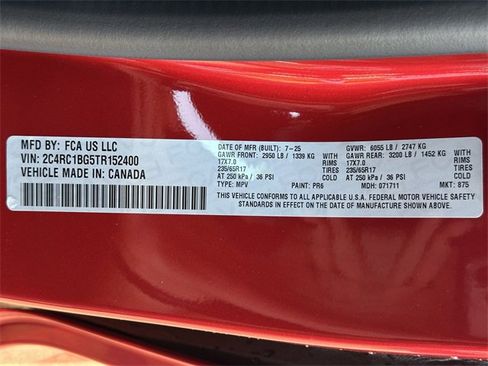 MFD BY: FCA US LLC
VIN: 2C4RC1BG5TR152400
VEHICLE MADE IN: CANADA
DATE OF MFR (BUILT): 7-25 GVWR: 6055 LB / 2747 KG
GAWR FRONT: 2950 LB / 1339 KG GAWR REAR: 3200 LB / 1452 KG
17X7.0 TIRES 17X7.0 TIRES
235/65R17 COLD 235/65R17 COLD
AT 250 kPa / 36 PSI AT 250 kPa / 36 PSI
TYPE: MPV PAINT: PR6 MDH: 071711 MKT: 875
THIS VEHICLE CONFORMS TO ALL APPLICABLE U.S.A. FEDERAL MOTOR VEHICLE SAFETY
STANDARDS IN EFFECT ON THE DATE OF MANUFACTURE SHOWN ABOVE.